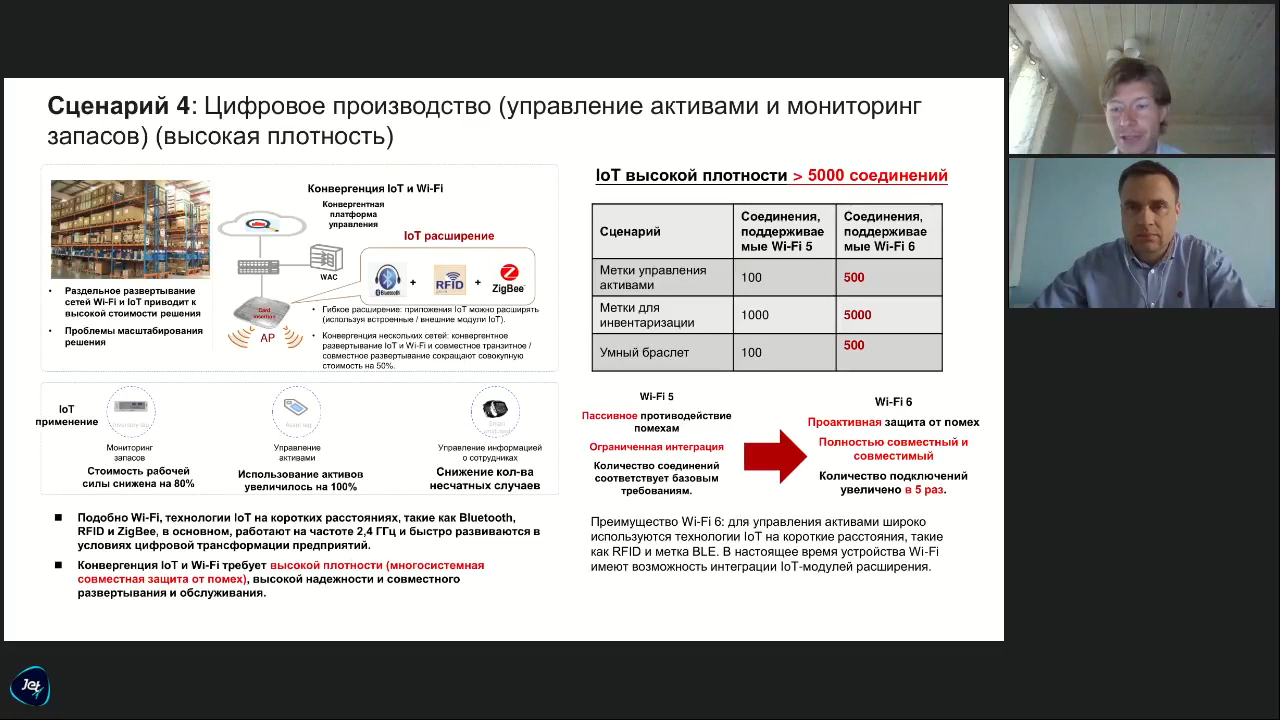 Сценарий 4: Цифровое производство (управление активами и мониторинг
запасов) (высокая плотность)
Конвергенция IoT и Wi-Fi
Конвергентная
платформа
управления
IoT расширение
WAC
Bluetooth
+
RFID
+
ZigBee
Card
insertion
AP
• Раздельное развертывание
сетей Wi-Fi и IoT приводит к
высокой стоимости решения
• Проблемы масштабирования
решения
• Гибкое расширение: приложения IoT можно расширять
(используя встроенные / внешние модули IoT).
• Конвергенция нескольких сетей: конвергентное
развертывание IoT и Wi-Fi и совместное транзитное /
совместное развертывание сокращают совокупную
стоимость на 50%.
IoT
применение
Inventory tag
Asset tag
Smart
wristband
Мониторинг
запасов
Стоимость рабочей
силы снижена на 80%
Управление
активами
Использование активов
увеличилось на 100%
Управление информацией
о сотрудниках
Снижение кол-ва
несчатных случаев
■ Подобно Wi-Fi, технологии IoT на коротких расстояниях, такие как Bluetooth,
RFID и ZigBee, в основном, работают на частоте 2,4 ГГц и быстро развиваются в
условиях цифровой трансформации предприятий.
■ Конвергенция IoT и Wi-Fi требует высокой плотности (многосистемная
совместная защита от помех), высокой надежности и совместного
развертывания и обслуживания.
IoT высокой плотности > 5000 соединений
Сценарий
Соединения,
поддерживае
мые Wi-Fi 5
Соединения,
поддерживае
мые Wi-Fi 6
Метки управления
активами
100
500
Метки для
инвентаризации
1000
5000
Умный браслет
100
500
Wi-Fi 5
Пассивное противодействие
помехам
Ограниченная интеграция
Количество соединений
соответствует базовым
требованиям.
Wi-Fi 6
Проактивная защита от помех
Полностью совместный и
совместимый
Количество подключений
увеличено в 5 раз.
Преимущество Wi-Fi 6: для управления активами широко
используются технологии IoT на короткие расстояния, такие
как RFID и метка BLE. В настоящее время устройства Wi-Fi
имеют возможность интеграции IoT-модулей расширения.
Jet